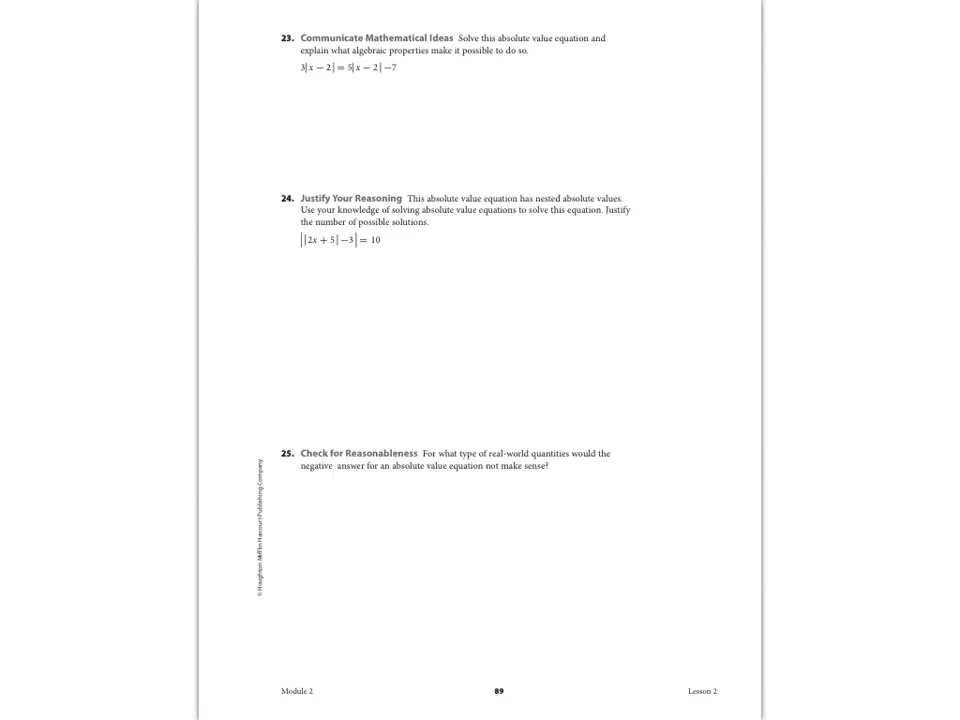 23. Communicate Mathematical Ideas Solve this absolute value equation and
explain what algebraic properties make it possible to do so.
3|x − 2| = 5|x − 2| −7
24. Justify Your Reasoning This absolute value equation has nested absolute values.
Use your knowledge of solving absolute value equations to solve this equation. Justify
the number of possible solutions.
||2x + 5| −3| = 10
25. Check for Reasonableness For what type of real-world quantities would the
negative answer for an absolute value equation not make sense?
© Houghton Mifflin Harcourt Publishing Company
Module 2
89
Lesson 2